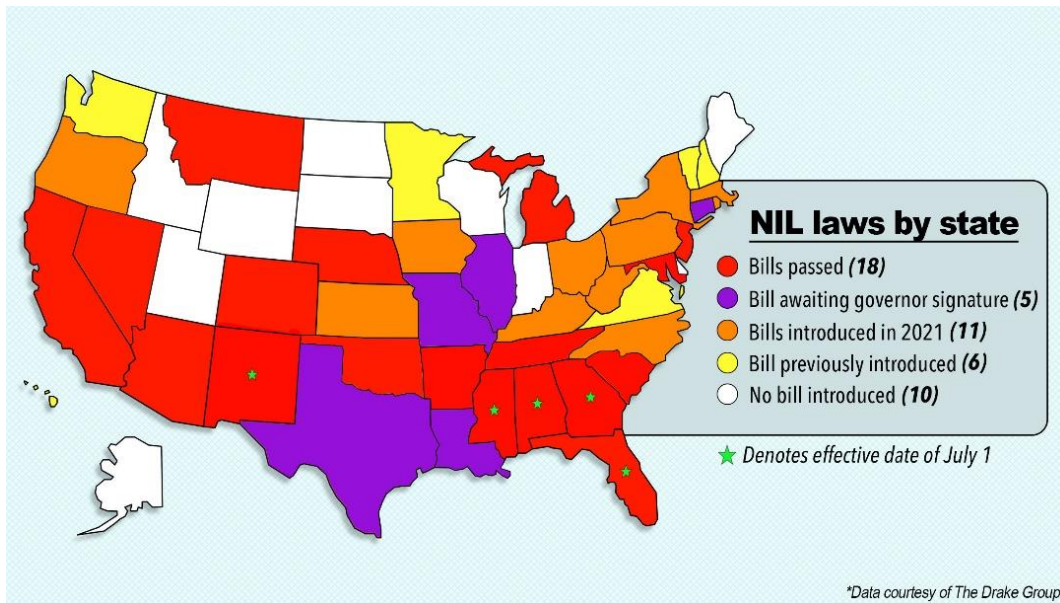 NIL laws by state
Bills passed (18)
Bill awaiting governor signature (5)
Bills introduced in 2021 (11)
Bill previously introduced (6)
No bill introduced (10)
Denotes effective date of July 1
*Data courtesy of The Drake Group